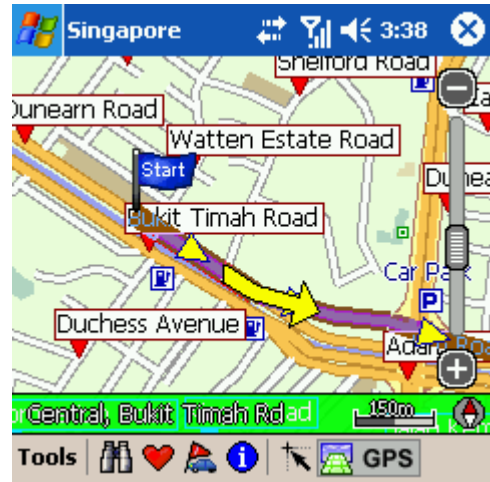 Singapore 3:38
Shelford Road
Dunearn Road
Watten Estate Road
Start
Bukit Timah Road
Car Park
P
Duchess Avenue
Central, Bukit Timah Rd
150m
Tools GPS